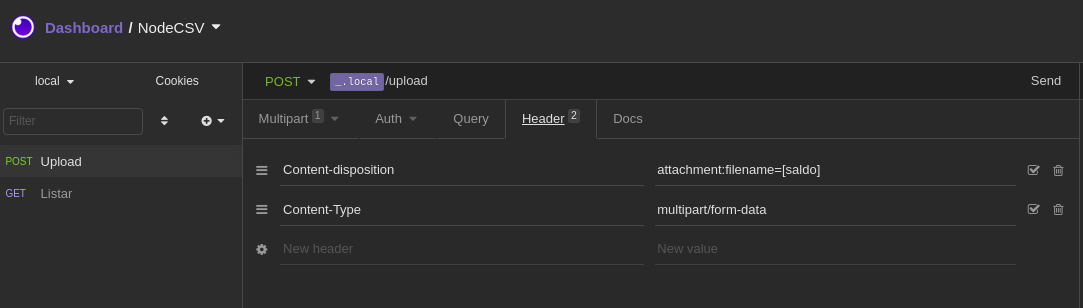 Dashboard / NodeCSV
local Cookies
POST _.local/upload Send
Filter
Multipart 1 Auth Query Header 2 Docs
POST Upload
GET Listar
Content-disposition attachment:filename=[saldo]
Content-Type multipart/form-data
New header New value